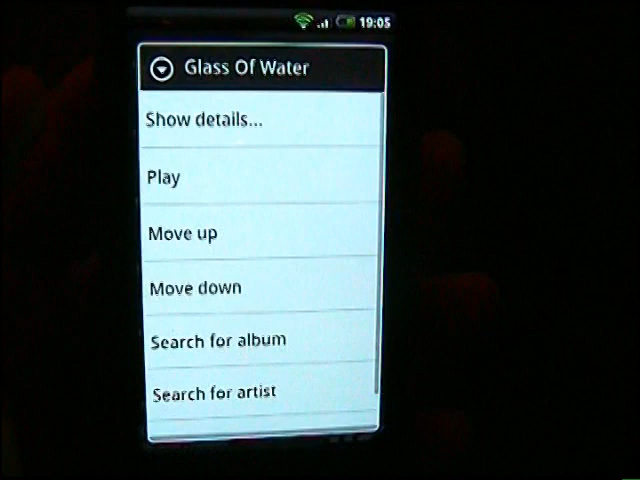 19:05
Glass Of Water
Show details...
Play
Move up
Move down
Search for album
Search for artist